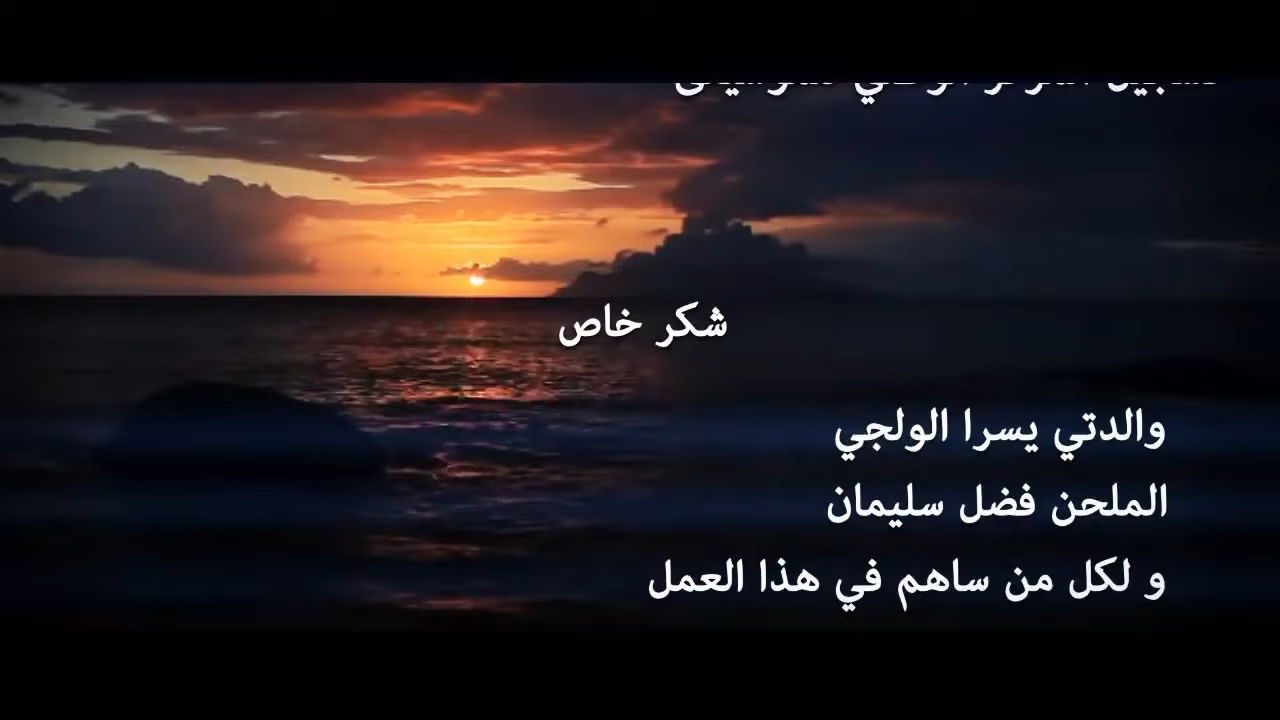 شكر خاص
والدتي يسرا الولجي
الملحن فضل سليمان
و لكل من ساهم في هذا العمل